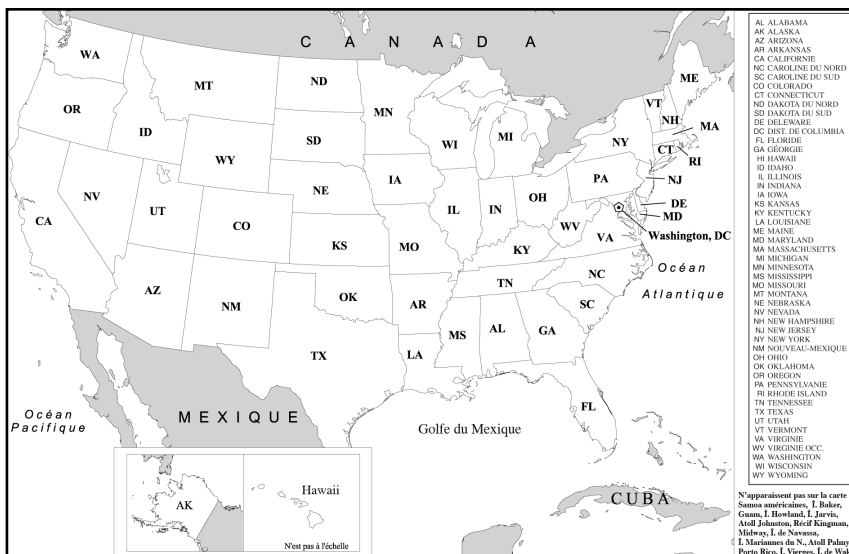 C A N A D A
WA
MT
ND
MN
ME
VT
NH
OR
ID
SD
WI
MI
NY
MA
WY
CT
RI
IA
PA
NJ
NE
OH
NV
IL
IN
DE
UT
MD
CA
CO
WV
Washington, DC
KS
MO
VA
KY
Océan
Atlantique
NC
TN
AZ
OK
NM
AR
SC
MS
AL
GA
TX
LA
FL
Océan
Pacifique
M E X I Q U E
Golfe du Mexique
CUBA
AK
Hawaii
N'est pas à l'échelle
AL ALABAMA
AK ALASKA
AZ ARIZONA
AR ARKANSAS
CA CALIFORNIE
NC CAROLINE DU NORD
SC CAROLINE DU SUD
CO COLORADO
CT CONNECTICUT
ND DAKOTA DU NORD
SD DAKOTA DU SUD
DE DELEWARE
DC DIST. DE COLUMBIA
FL FLORIDE
GA GÉORGIE
HI HAWAII
ID IDAHO
IL ILLINOIS
IN INDIANA
IA IOWA
KS KANSAS
KY KENTUCKY
LA LOUISIANE
ME MAINE
MD MARYLAND
MA MASSACHUSETTS
MI MICHIGAN
MN MINNESOTA
MS MISSISSIPPI
MO MISSOURI
MT MONTANA
NE NEBRASKA
NV NEVADA
NH NEW HAMPSHIRE
NJ NEW JERSEY
NY NEW YORK
NM NOUVEAU-MEXIQUE
OH OHIO
OK OKLAHOMA
OR OREGON
PA PENNSYLVANIE
RI RHODE ISLAND
TN TENNESSEE
TX TEXAS
UT UTAH
VT VERMONT
VA VIRGINIE
WV VIRGINIE OCC.
WA WASHINGTON
WI WISCONSIN
WY WYOMING
N'apparaissent pas sur la carte
Samoa américaines, Î. Baker,
Guam, Î. Howland, Î. Jarvis,
Atoll Johnston, Récif Kingman,
Midway, Î. de Navassa,
Î. Mariannes du N., Atoll Palmy
Porto Rico, Î. Vierges, Î. de Wak